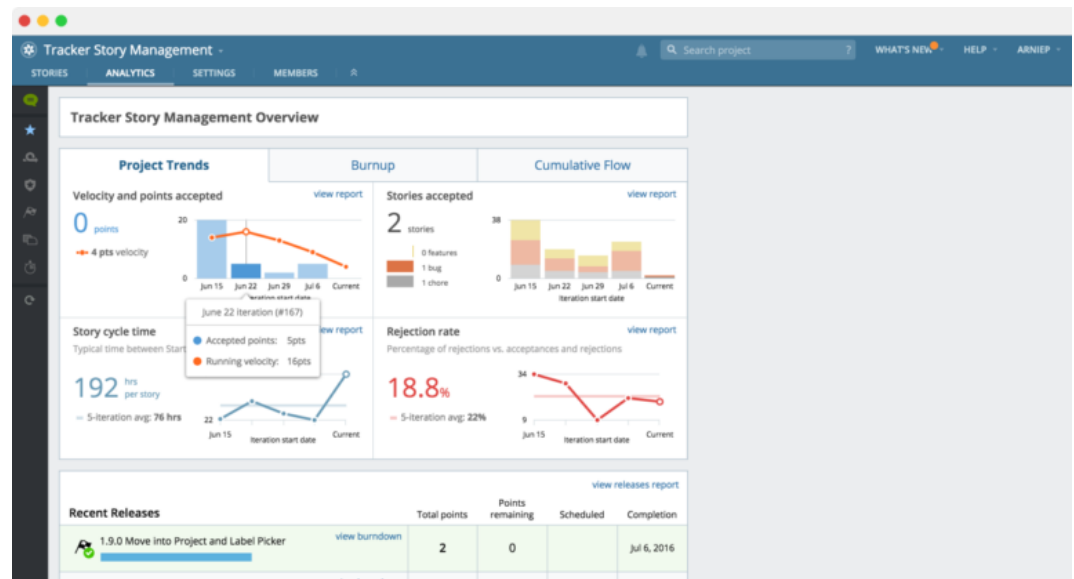 Tracker Story Management
Search project ?
WHAT'S NEW
HELP
ARNIEP
STORIES ANALYTICS SETTINGS MEMBERS
Tracker Story Management Overview
Project Trends Burnup Cumulative Flow
Velocity and points accepted view report
0 points
4 pts velocity
20
0
Jun 15 Jun 22 Jun 29 Jul 6 Current
Iteration start date
June 22 iteration (#167)
Accepted points: 5pts
Running velocity: 16pts
Stories accepted view report
2 stories
0 features
1 bug
1 chore
38
0
Jun 15 Jun 22 Jun 29 Jul 6 Current
Iteration start date
Story cycle time view report
Typical time between Star
192 hrs per story
5-iteration avg: 76 hrs
22
Jun 15 Iteration start date Current
Rejection rate view report
Percentage of rejections vs. acceptances and rejections
18.8%
5-iteration avg: 22%
34
9
Jun 15 Iteration start date Current
view releases report
Recent Releases Total points Points remaining Scheduled Completion
1.9.0 Move into Project and Label Picker view burndown 2 0 Jul 6, 2016